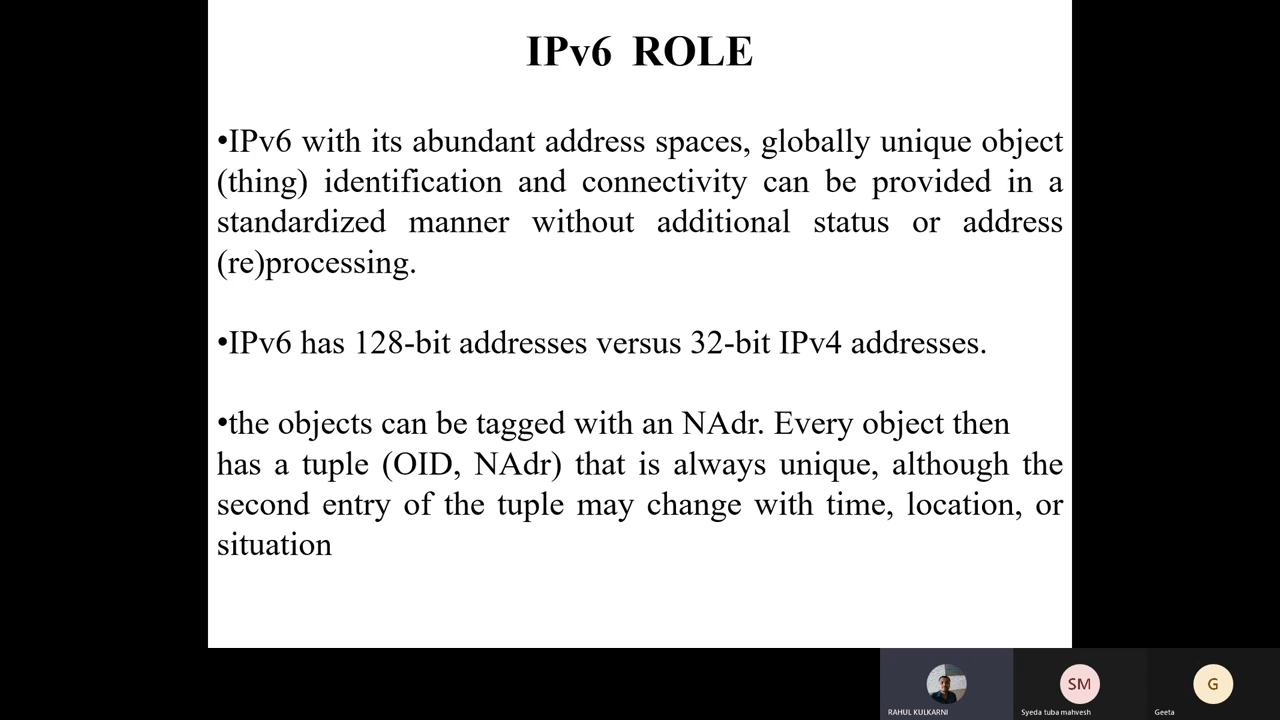 IPv6 ROLE
•IPv6 with its abundant address spaces, globally unique object
(thing) identification and connectivity can be provided in a
standardized manner without additional status or address
(re)processing.
•IPv6 has 128-bit addresses versus 32-bit IPv4 addresses.
•the objects can be tagged with an NAdr. Every object then
has a tuple (OID, NAdr) that is always unique, although the
second entry of the tuple may change with time, location, or
situation
SM
G
RAHUL KULKARNI
Syeda tuba mahvesh
Geeta